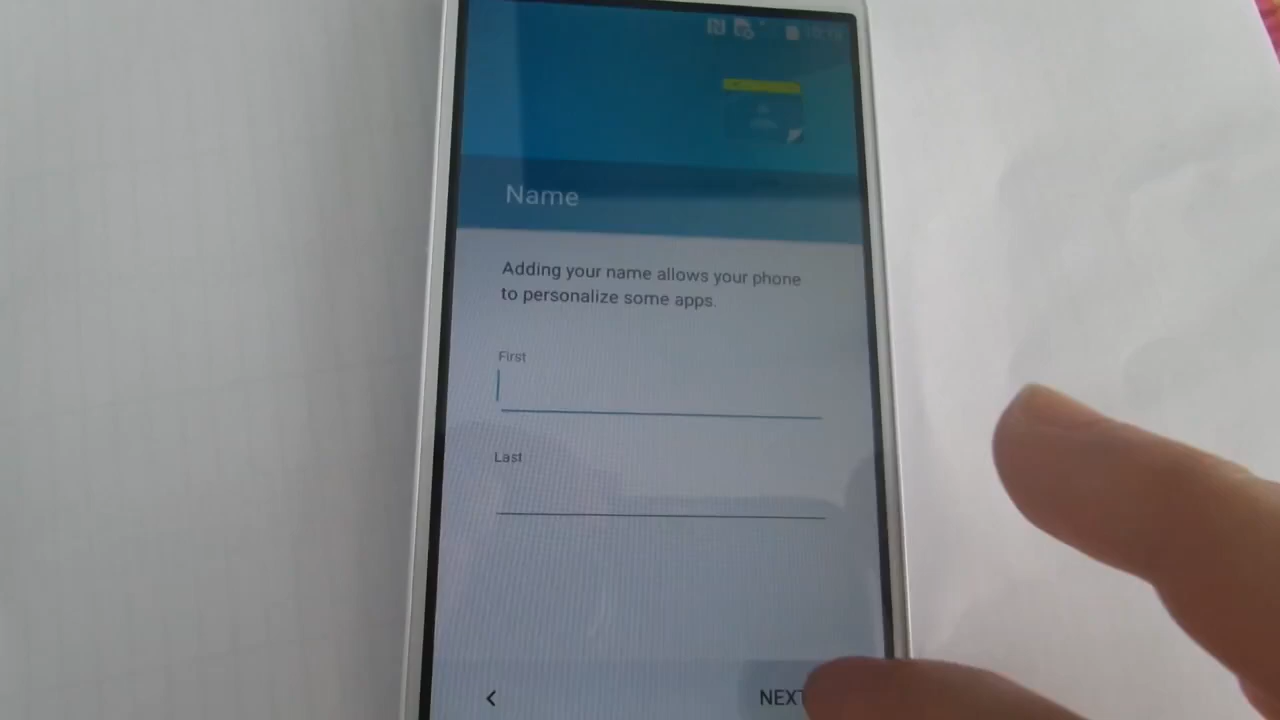 Name
Adding your name allows your phone
to personalize some apps.
First
Last
NEXT